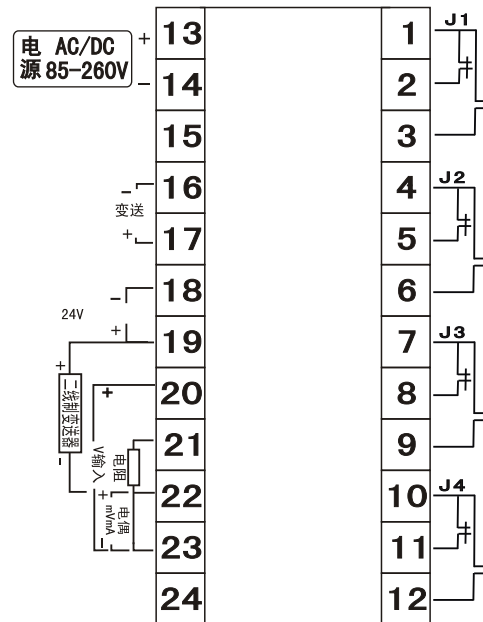 电 AC/DC
源 85-260V
+ 13
- 14
15
- 16
变送
+ 17
- 18
24V
+ 19
20
21
22
23
24
+
二线制变送器
-
+
V输入
-
电阻
+
电偶
mVmA
-
1 J1
2
3
4 J2
5
6
7 J3
8
9
10 J4
11
12